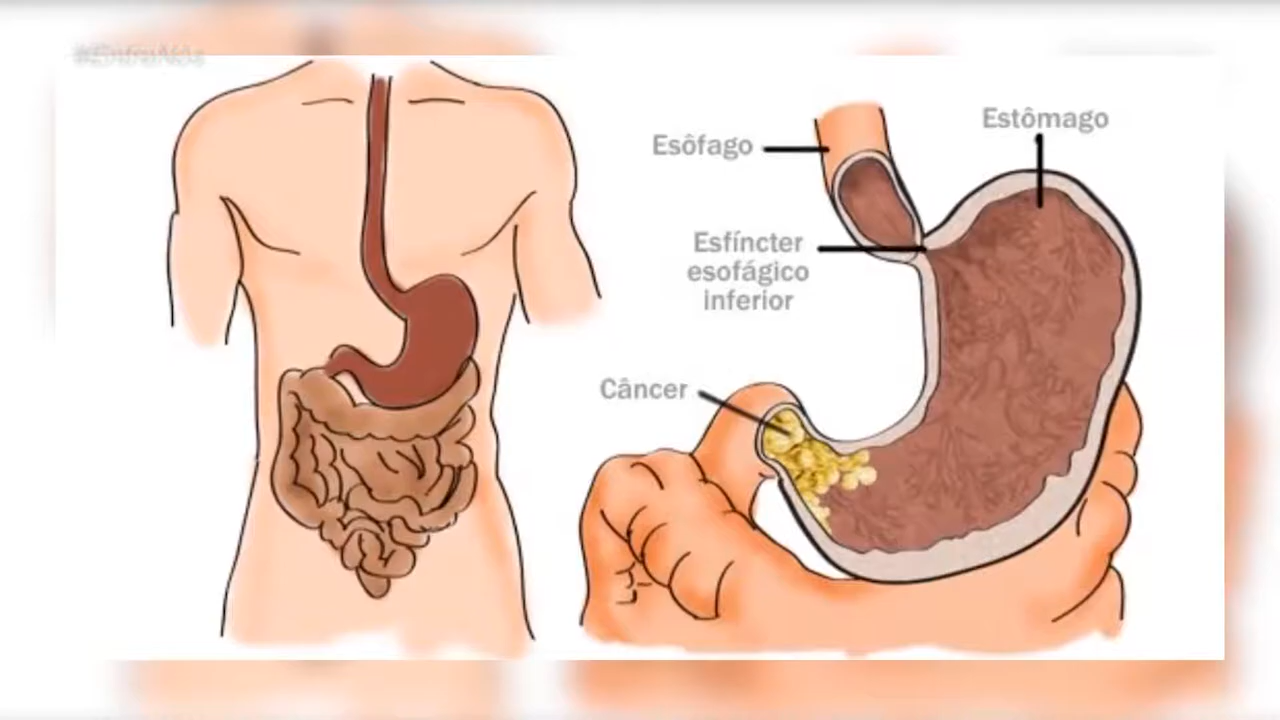 Estômago
Esôfago
Esfíncter
esofágico
inferior
Câncer